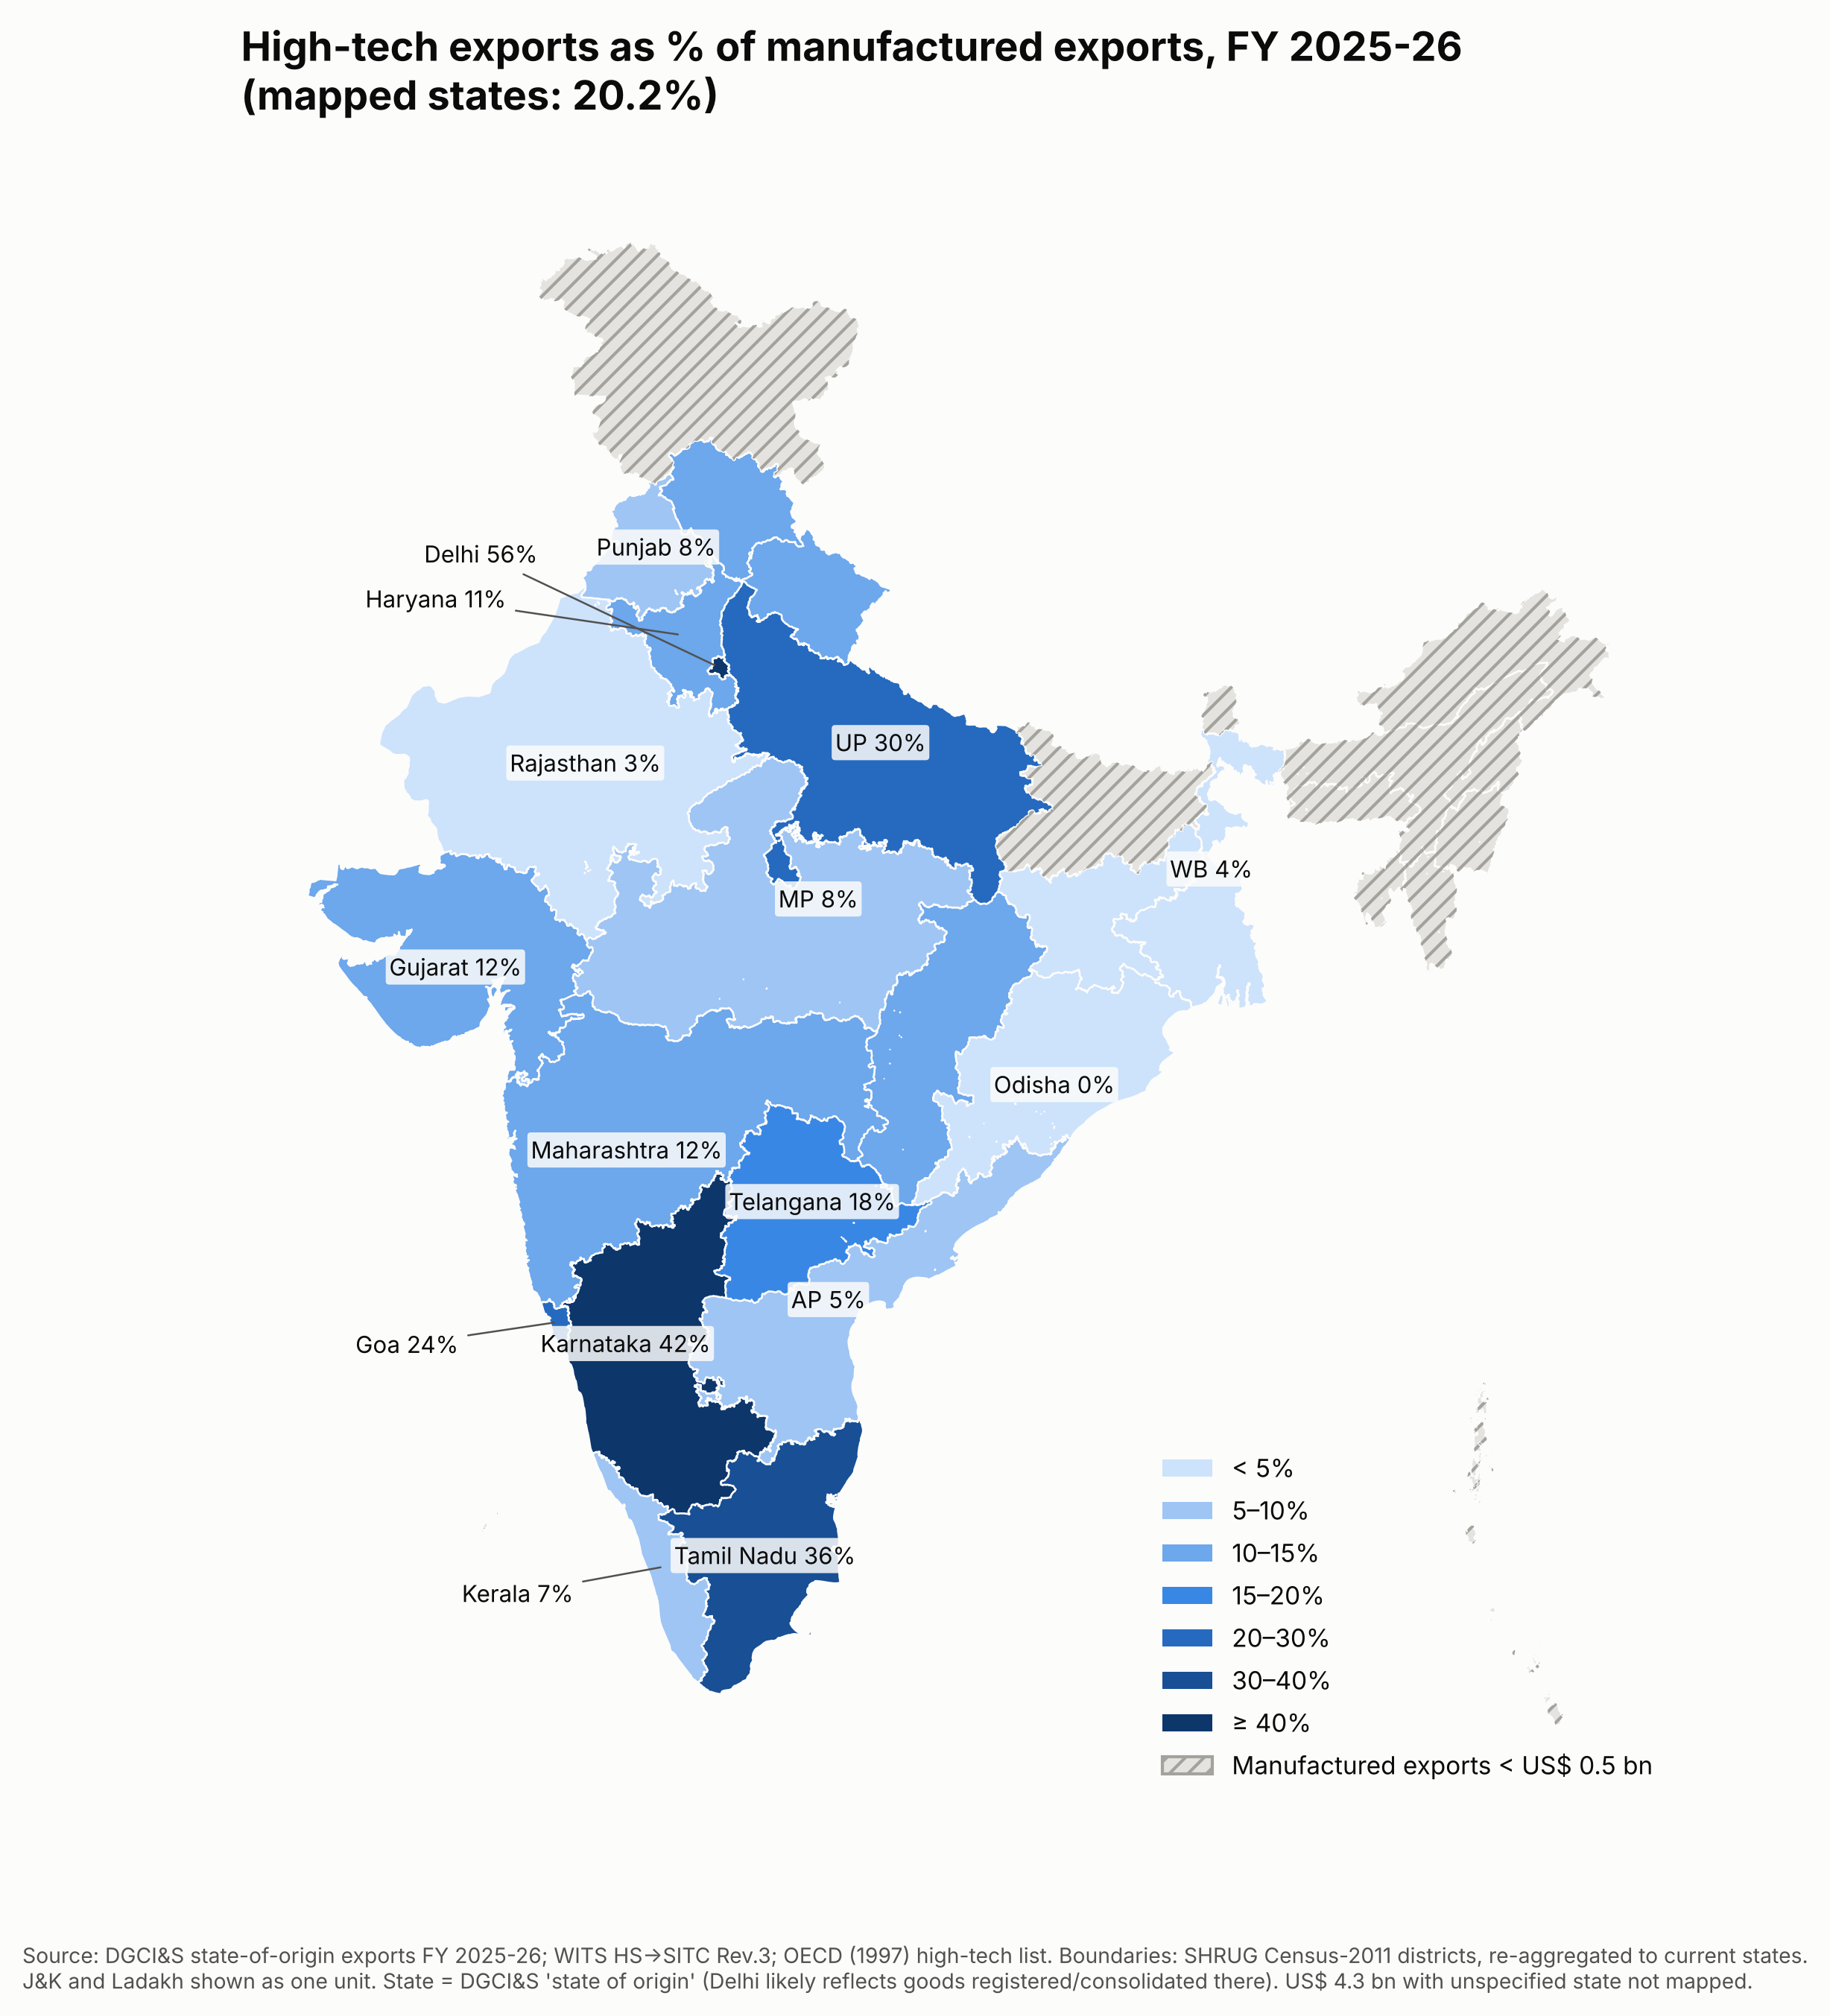 High-tech exports as % of manufactured exports, FY 2025-26
(mapped states: 20.2%)
Punjab 8%
Delhi 56%
Haryana 11%
UP 30%
Rajasthan 3%
WB 4%
MP 8%
Gujarat 12%
Odisha 0%
Maharashtra 12%
Telangana 18%
AP 5%
Goa 24%
Karnataka 42%
Tamil Nadu 36%
Kerala 7%
< 5%
5–10%
10–15%
15–20%
20–30%
30–40%
≥ 40%
Manufactured exports < US$ 0.5 bn
Source: DGCI&S state-of-origin exports FY 2025-26; WITS HS→SITC Rev.3; OECD (1997) high-tech list. Boundaries: SHRUG Census-2011 districts, re-aggregated to current states.
J&K and Ladakh shown as one unit. State = DGCI&S 'state of origin' (Delhi likely reflects goods registered/consolidated there). US$ 4.3 bn with unspecified state not mapped.